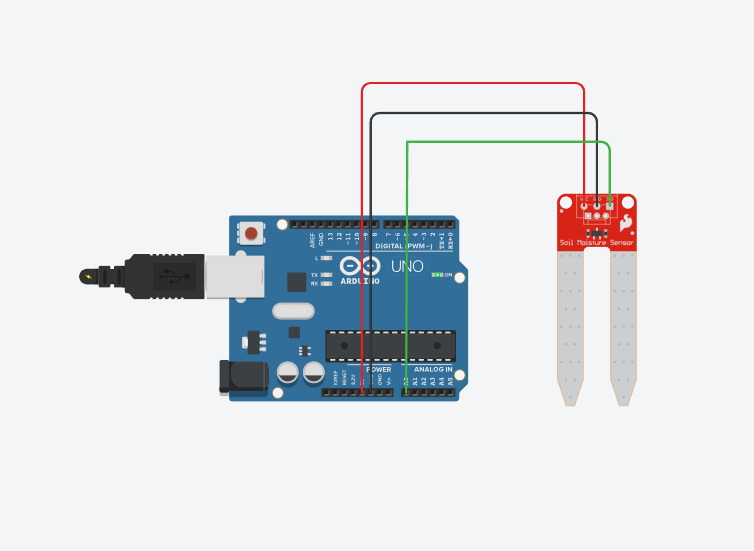 AREF
GND
13
12
~11
~10
~9
8
7
~6
~5
4
~3
2
TX→1
RX←0
DIGITAL (PWM~)
L
TX
RX
UNO
ON
ARDUINO
POWER
ANALOG IN
IOREF
RESET
3.3V
GND
Vin
A0
A1
A2
A3
A4
A5
Soil Moisture Sensor